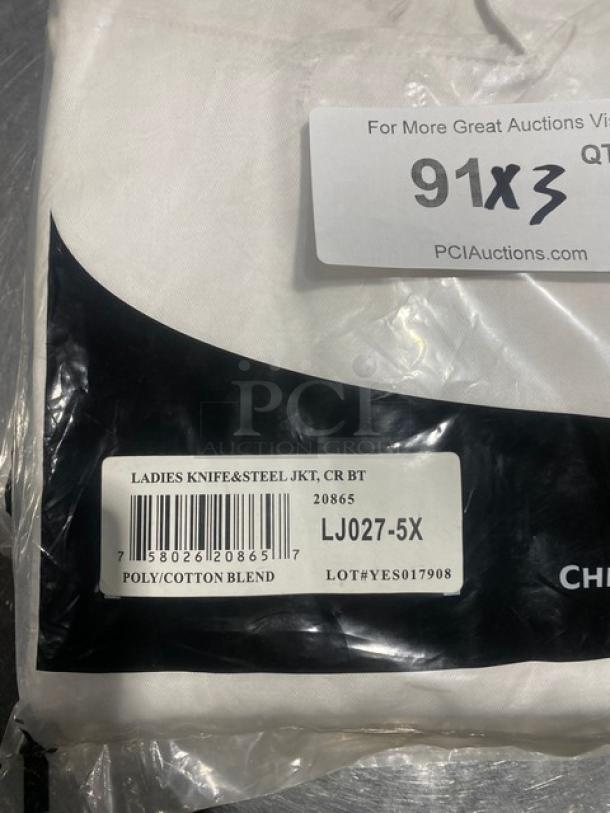 For More Great Auctions Vis
QT
91x3
PCIAuctions.com
PCI
AUCTION GROUP
LADIES KNIFE&STEEL JKT, CR BT
20865
LJ027-5X
7 58026 20865 7
POLY/COTTON BLEND LOT#YES017908
CH